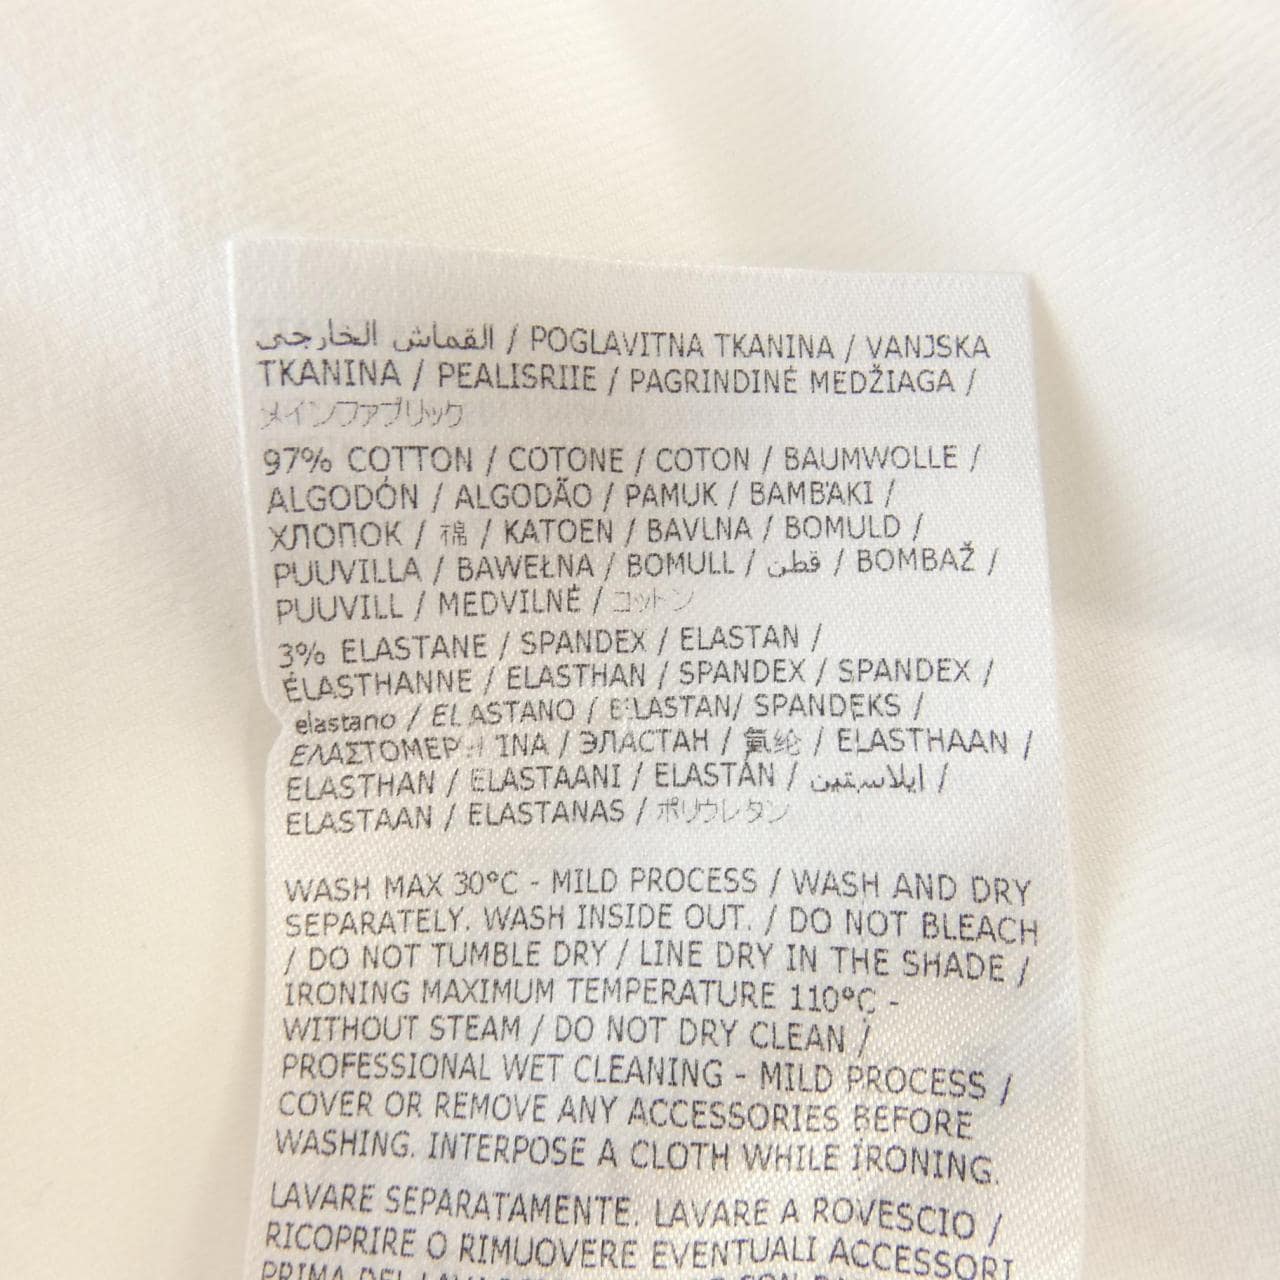 القماش الخارجي / POGLAVITNA TKANINA / VANJSKA
TKANINA / PEALISRIIE / PAGRINDINĖ MEDŽIAGA /
メインファブリック
97% COTTON / COTONE / COTON / BAUMWOLLE /
ALGODÓN / ALGODÃO / PAMUK / BAMBAKI /
ХЛОПОК / 棉 / KATOEN / BAVLNA / BOMULD /
PUUVILLA / BAWEŁNA / BOMULL / قطن / BOMBAŽ /
PUUVILL / MEDVILNĖ / コットン
3% ELASTANE / SPANDEX / ELASTAN /
ÉLASTHANNE / ELASTHAN / SPANDEX / SPANDEX /
elastano / ELASTANO / ELASTAN/ SPANDEKS /
ΕΛΑΣΤΟΜΕΡ ΊΝΑ / ЭЛАСТАН / 氨纶 / ELASTHAAN /
ELASTHAN / ELASTAANI / ELASTAN / ايلاستين /
ELASTAAN / ELASTANAS / ポリウレタン
WASH MAX 30°C - MILD PROCESS / WASH AND DRY
SEPARATELY. WASH INSIDE OUT. / DO NOT BLEACH
/ DO NOT TUMBLE DRY / LINE DRY IN THE SHADE /
IRONING MAXIMUM TEMPERATURE 110°C -
WITHOUT STEAM / DO NOT DRY CLEAN /
PROFESSIONAL WET CLEANING - MILD PROCESS /
COVER OR REMOVE ANY ACCESSORIES BEFORE
WASHING. INTERPOSE A CLOTH WHILE IRONING.
LAVARE SEPARATAMENTE. LAVARE A ROVESCIO /
RICOPRIRE O RIMUOVERE EVENTUALI ACCESSORI
PRIMA DEL